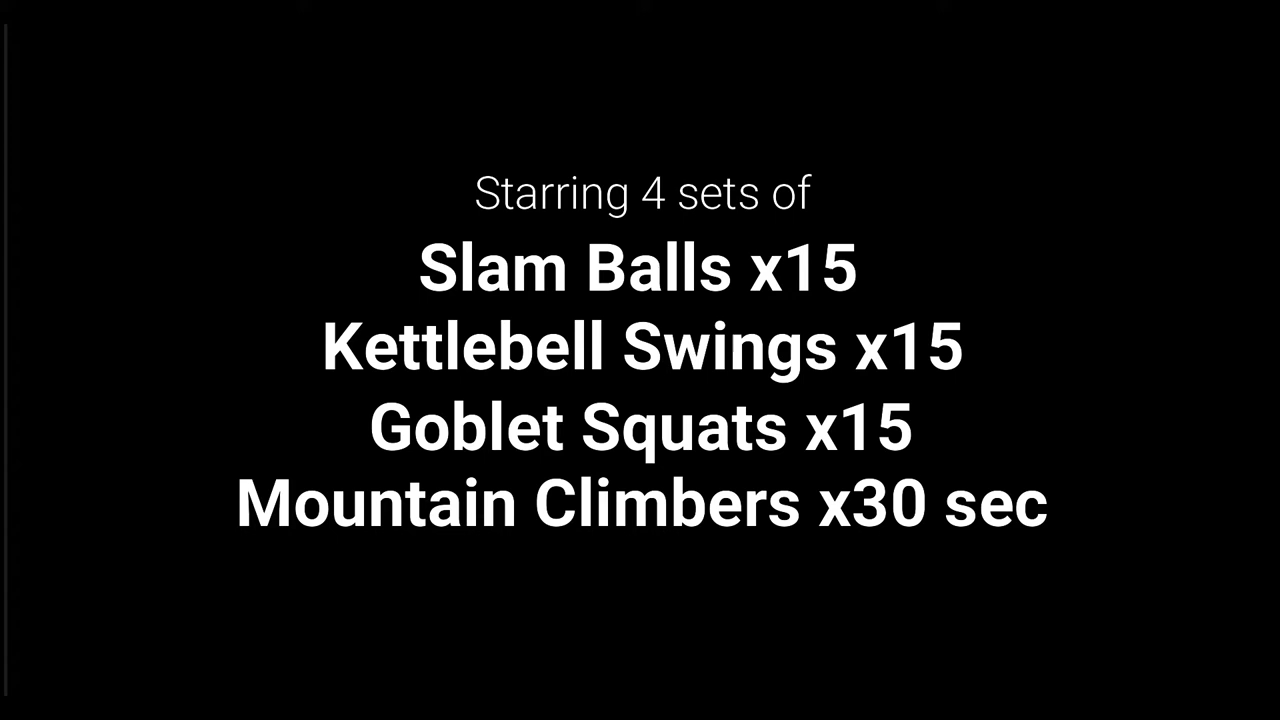 Starring 4 sets of
Slam Balls x15
Kettlebell Swings x15
Goblet Squats x15
Mountain Climbers x30 sec